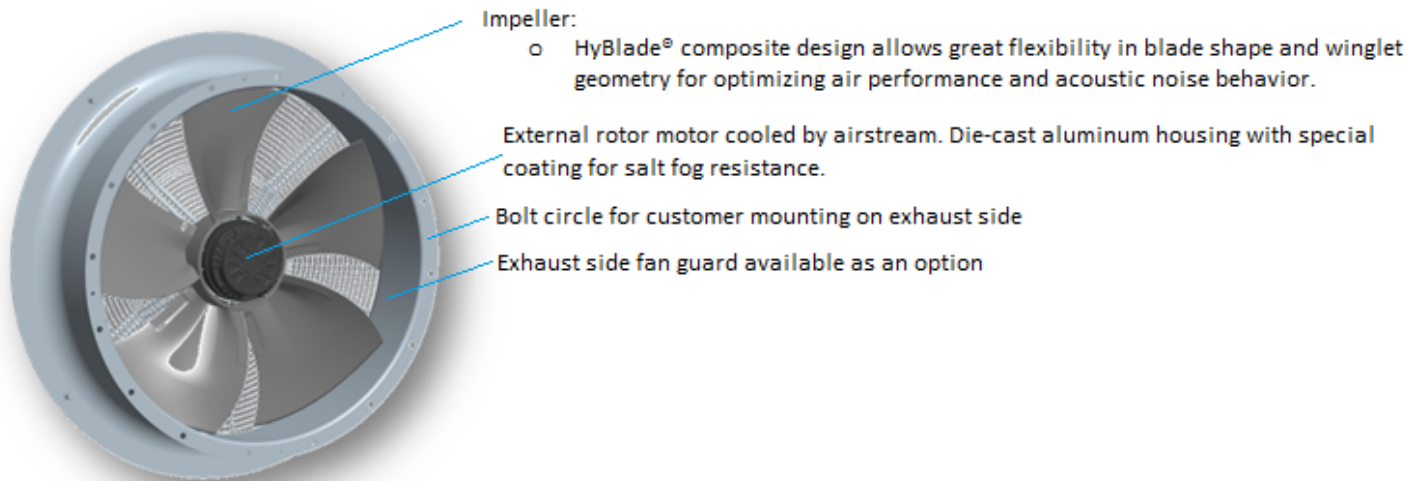 Impeller:
o HyBlade® composite design allows great flexibility in blade shape and winglet
geometry for optimizing air performance and acoustic noise behavior.
External rotor motor cooled by airstream. Die-cast aluminum housing with special
coating for salt fog resistance.
Bolt circle for customer mounting on exhaust side
Exhaust side fan guard available as an option